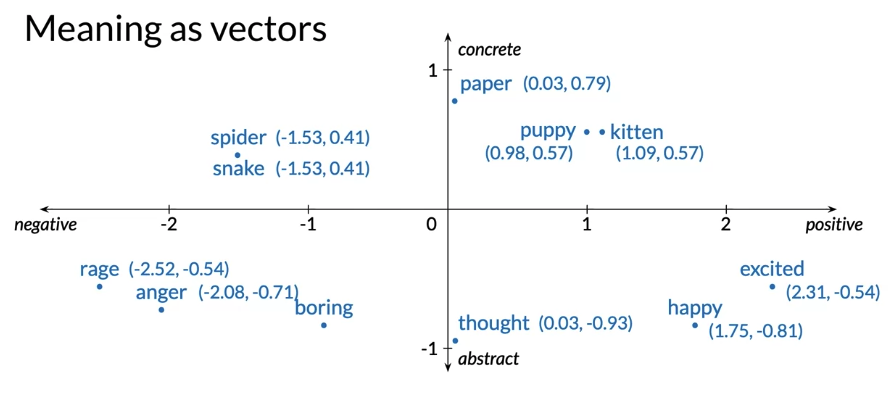 Meaning as vectors
concrete
1
paper (0.03, 0.79)
spider (-1.53, 0.41)
puppy kitten
(0.98, 0.57) (1.09, 0.57)
snake (-1.53, 0.41)
negative -2 -1 0 1 2 positive
rage (-2.52, -0.54)
excited
anger (-2.08, -0.71)
(2.31, -0.54)
boring
happy
thought (0.03, -0.93)
(1.75, -0.81)
-1
abstract